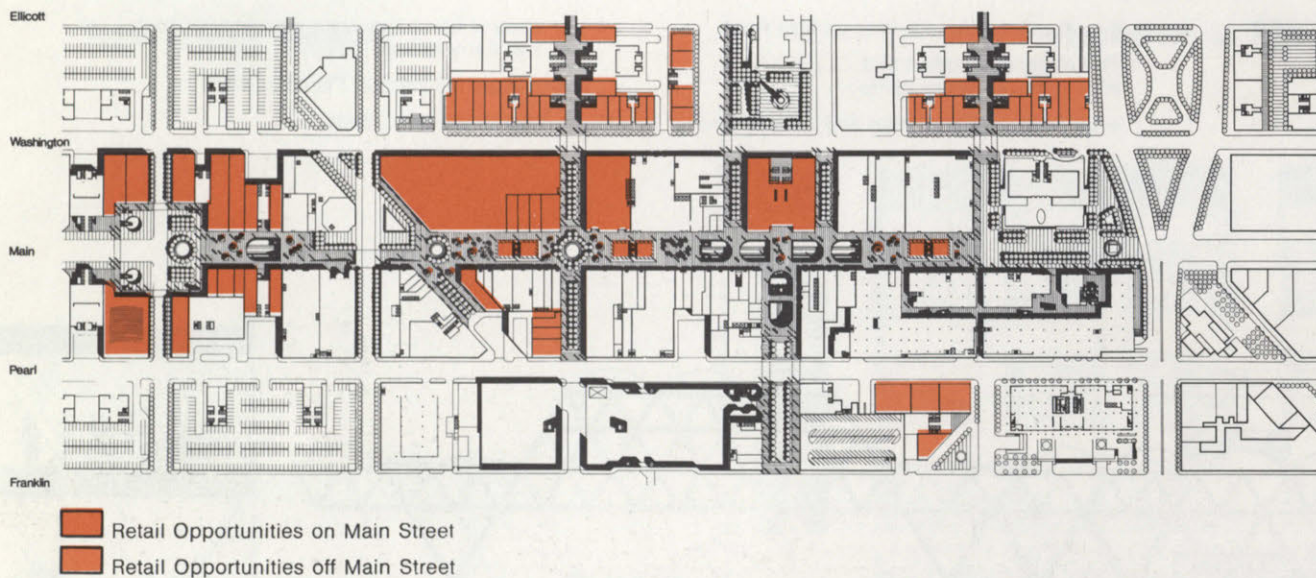 Ellicott
Washington
Main
Pearl
Franklin
Retail Opportunities on Main Street
Retail Opportunities off Main Street